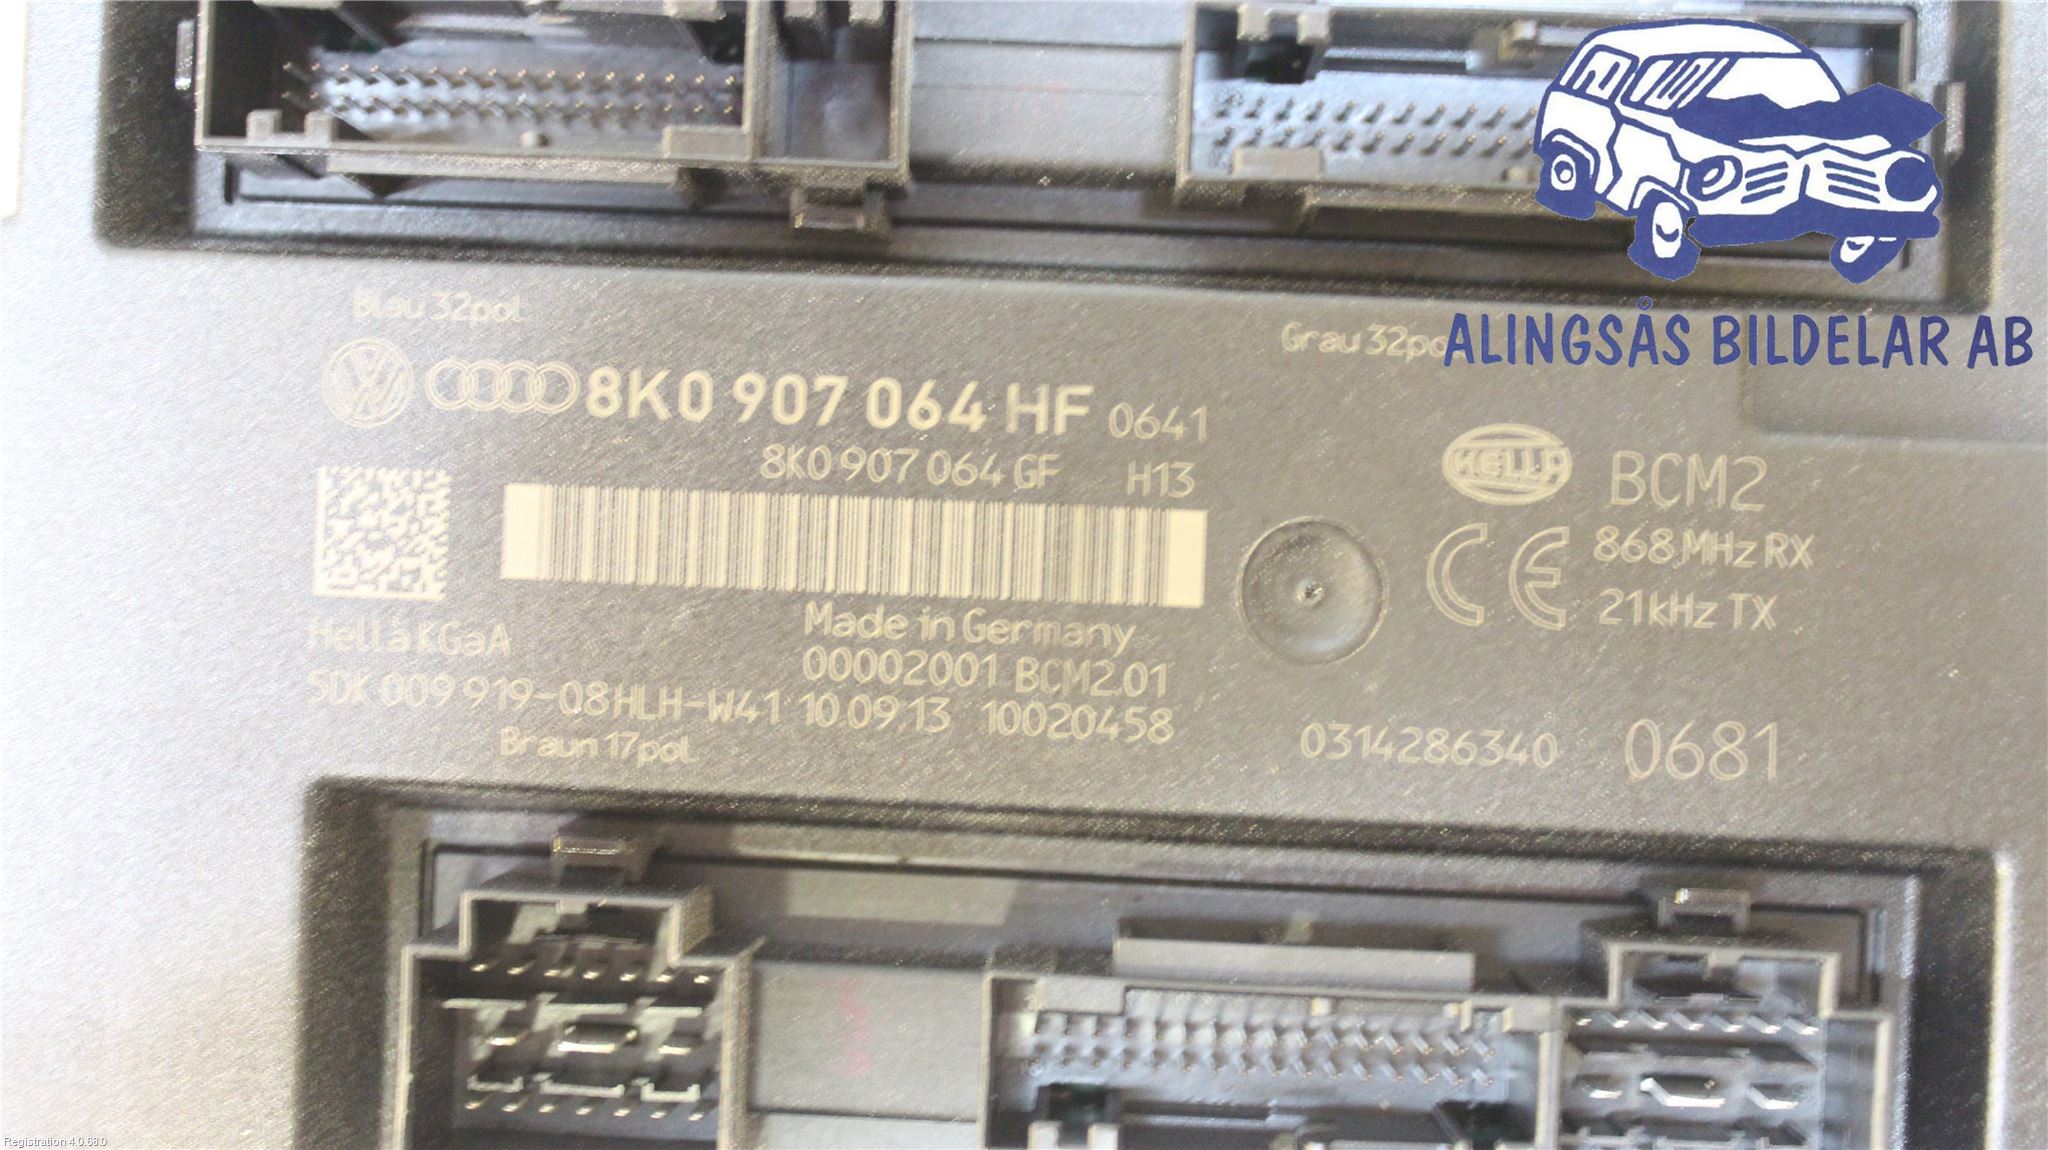 Blau 32pol
Grau 32pol
ALINGSÅS BILDELAR AB
8K0 907 064 HF 0641
8K0 907 064 GF H13
HELLA
BCM2
CE
868 MHz RX
21kHz TX
Made in Germany
Hella KGaA
00002001 BCM2.01
5DK 009 919-08 HLH-W41 10.09.13 10020458
0314286340 0681
Braun 17pol
Registration 4.0.68.0